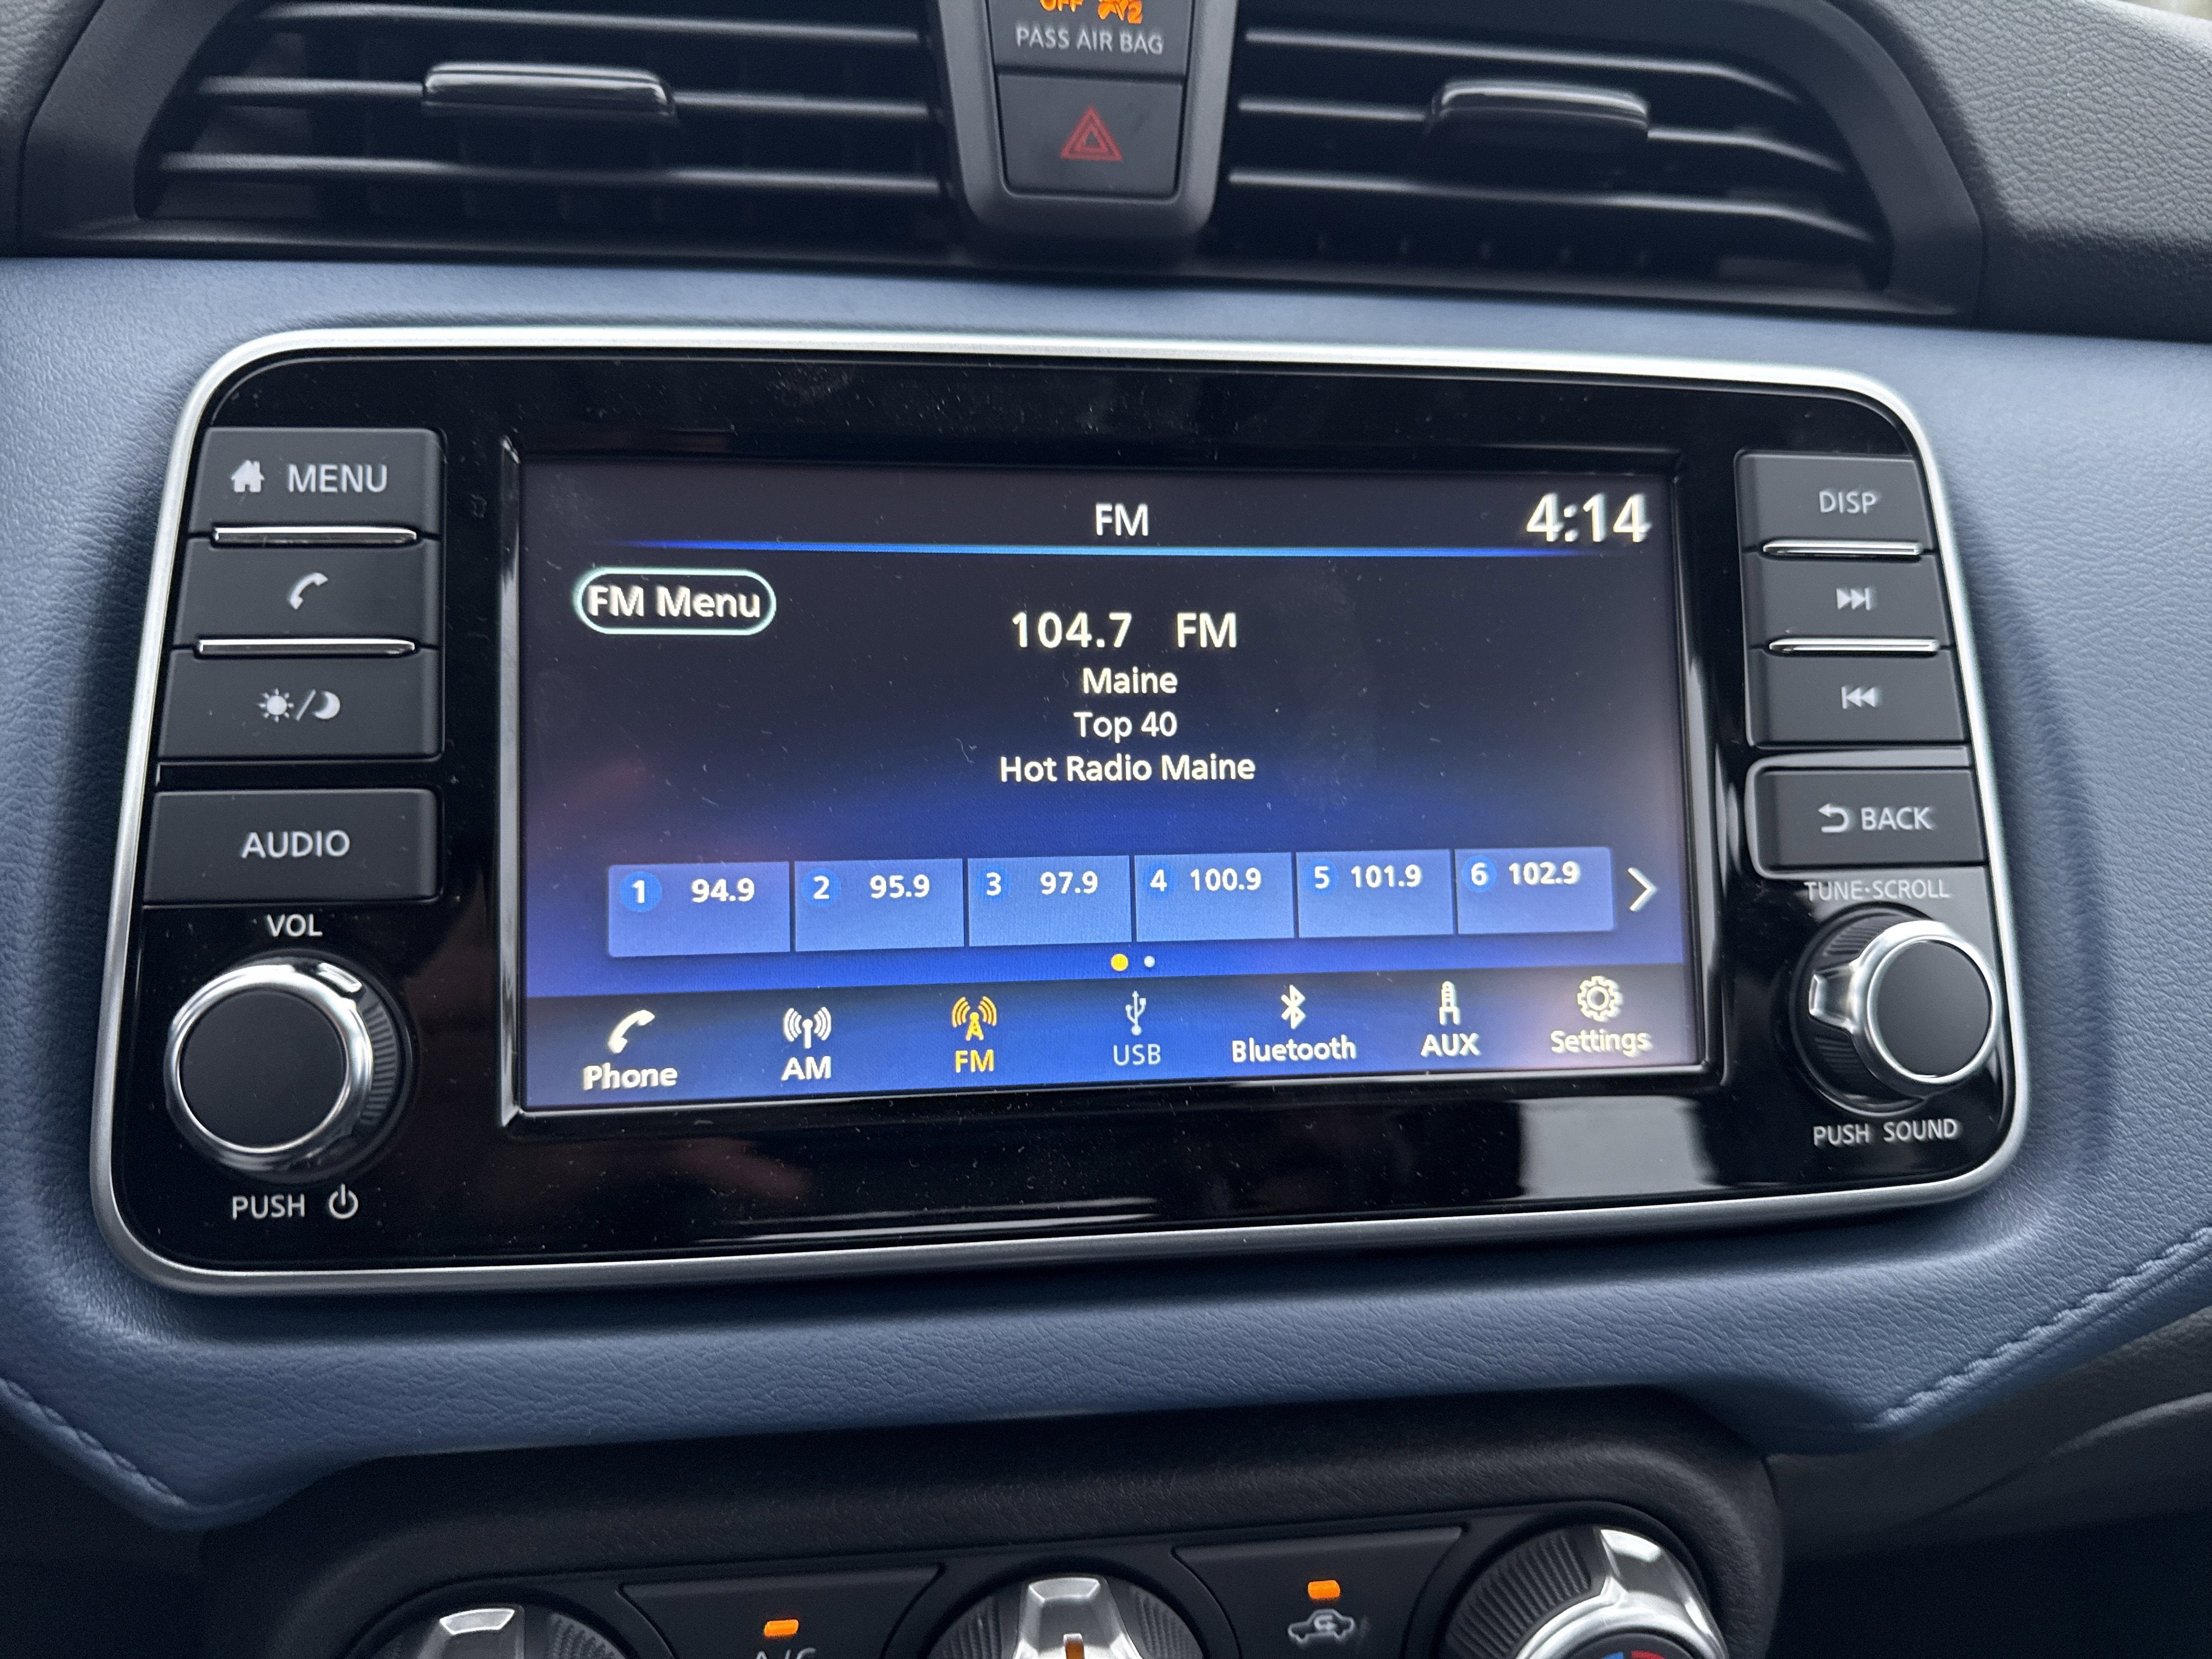 OFF 2
PASS AIR BAG
MENU
AUDIO
VOL
PUSH
FM
4:14
FM Menu
104.7 FM
Maine
Top 40
Hot Radio Maine
1 94.9
2 95.9
3 97.9
4 100.9
5 101.9
6 102.9
Phone
AM
FM
USB
Bluetooth
AUX
Settings
DISP
BACK
TUNE·SCROLL
PUSH SOUND
A/C